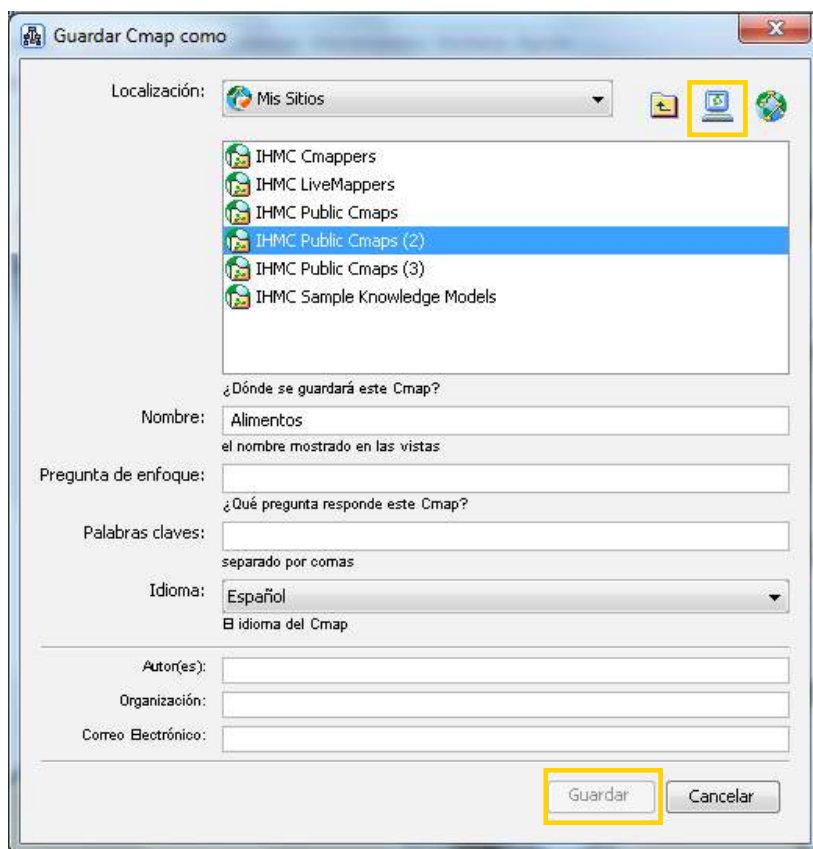 Guardar Cmap como
Localización: Mis Sitios
IHMC Cmappers
IHMC LiveMappers
IHMC Public Cmaps
IHMC Public Cmaps (2)
IHMC Public Cmaps (3)
IHMC Sample Knowledge Models
¿Dónde se guardará este Cmap?
Nombre: Alimentos
el nombre mostrado en las vistas
Pregunta de enfoque:
¿Qué pregunta responde este Cmap?
Palabras claves:
separado por comas
Idioma: Español
El idioma del Cmap
Autor(es):
Organización:
Correo Electrónico:
Guardar Cancelar